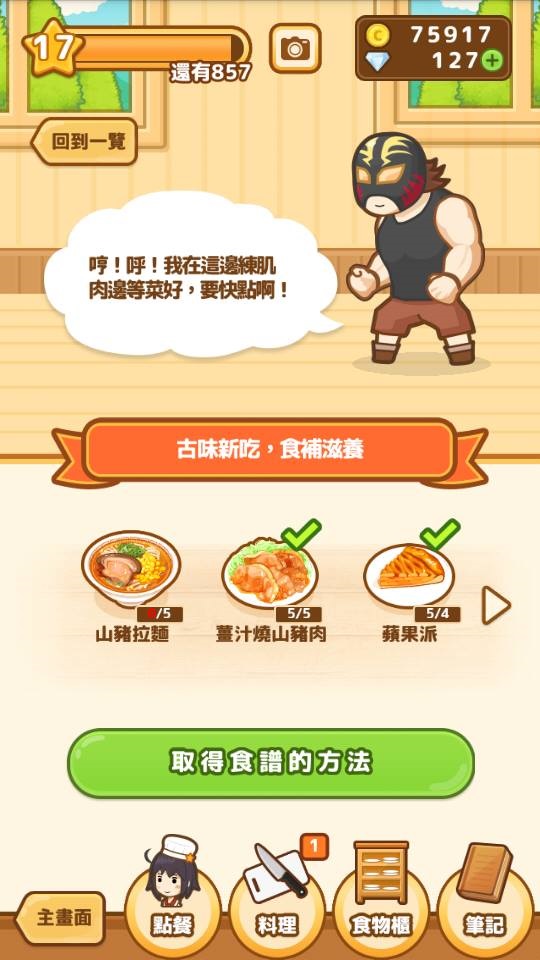 17
還有857
75917
127
回到一覽
哼！呼！我在這邊練肌
肉邊等菜好，要快點啊！
古味新吃，食補滋養
/5
5/5
5/4
山豬拉麵
薑汁燒山豬肉
蘋果派
取得食譜的方法
1
主畫面
點餐
料理
食物櫃
筆記